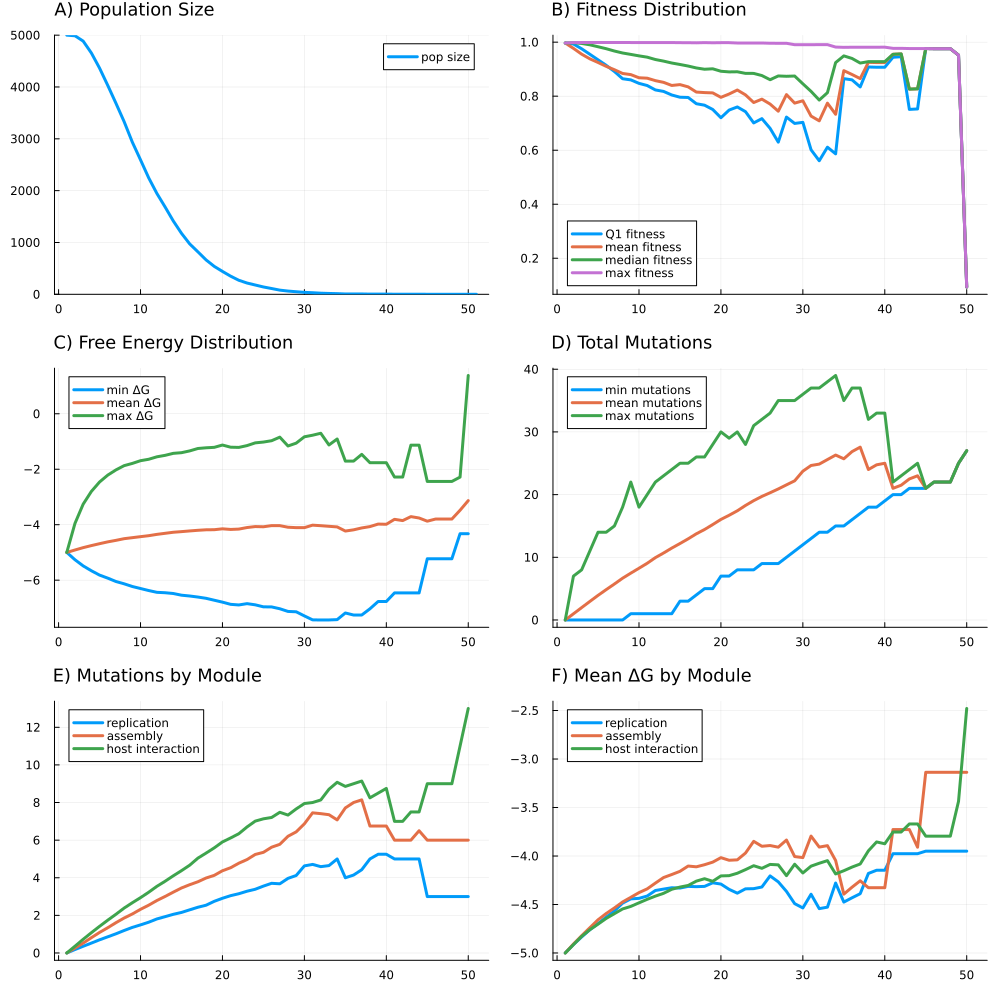 A) Population Size
5000
4000
3000
2000
1000
0
0 10 20 30 40 50
pop size
B) Fitness Distribution
1.0
0.8
0.6
0.4
0.2
0 10 20 30 40 50
Q1 fitness
mean fitness
median fitness
max fitness
C) Free Energy Distribution
0
−2
−4
−6
0 10 20 30 40 50
min ΔG
mean ΔG
max ΔG
D) Total Mutations
40
30
20
10
0
0 10 20 30 40 50
min mutations
mean mutations
max mutations
E) Mutations by Module
12
10
8
6
4
2
0
0 10 20 30 40 50
replication
assembly
host interaction
F) Mean ΔG by Module
−2.5
−3.0
−3.5
−4.0
−4.5
−5.0
0 10 20 30 40 50
replication
assembly
host interaction